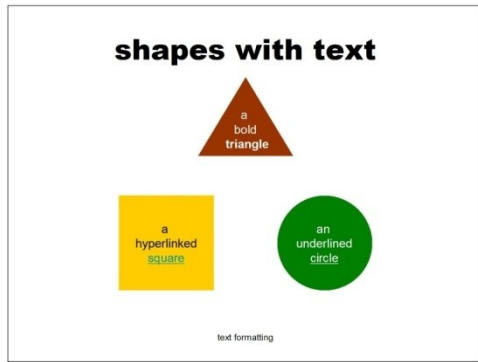 shapes with text
a
bold
triangle
a
hyperlinked
square
an
underlined
circle
text formatting